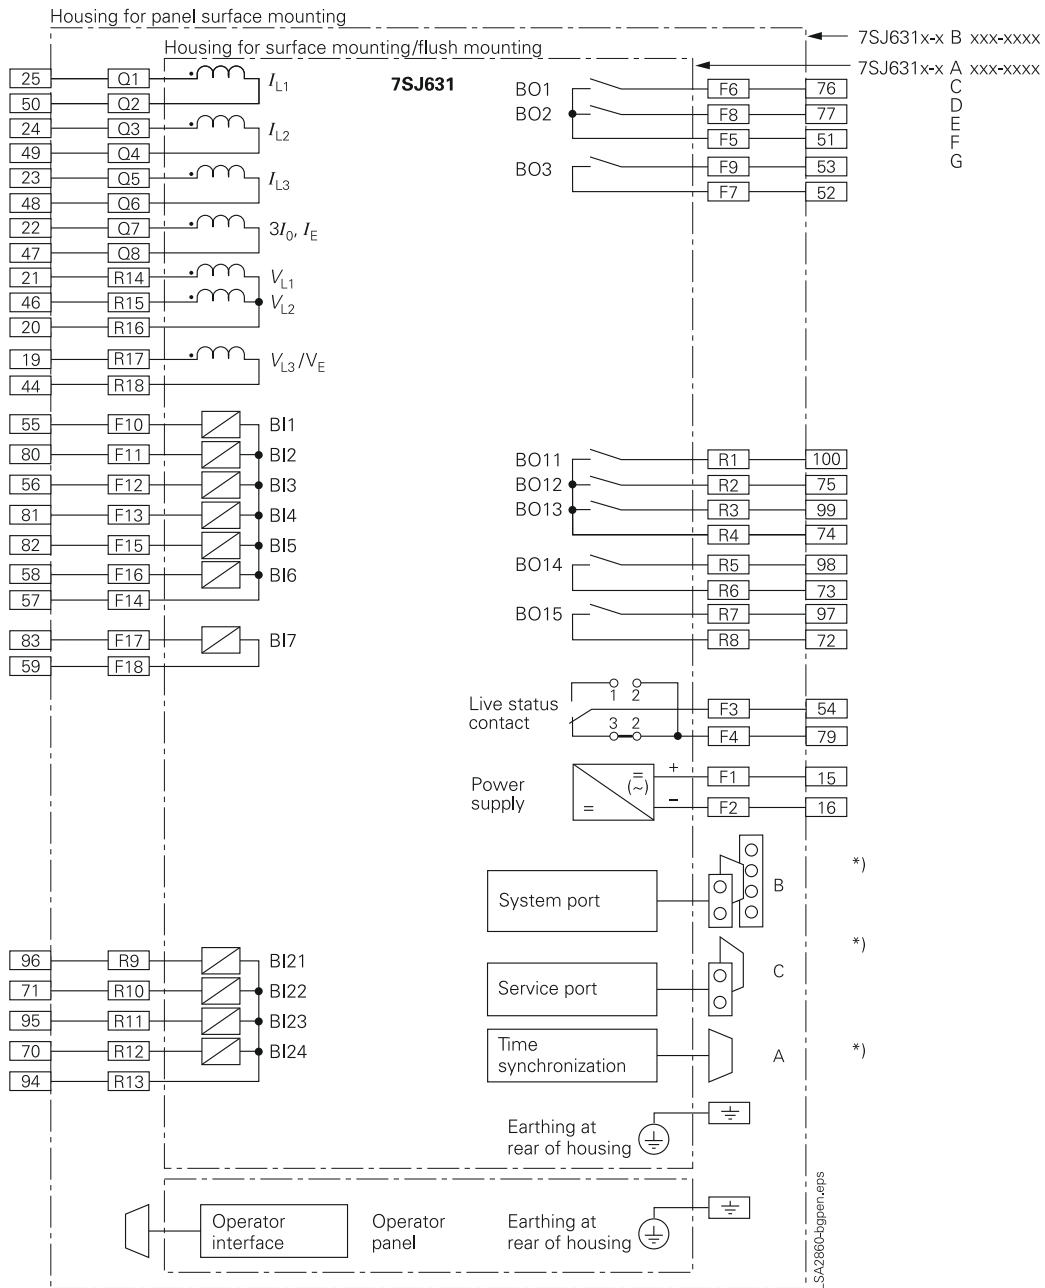 Housing for panel surface mounting
7SJ631x-x B xxx-xxxx
Housing for surface mounting/flush mounting
7SJ631x-x A xxx-xxxx
C
D
E
F
G
7SJ631
25 Q1 IL1
50 Q2
24 Q3 IL2
49 Q4
23 Q5 IL3
48 Q6
22 Q7 3I0, IE
47 Q8
21 R14 VL1
46 R15 VL2
20 R16
19 R17 VL3/VE
44 R18
55 F10 BI1
80 F11 BI2
56 F12 BI3
81 F13 BI4
82 F15 BI5
58 F16 BI6
57 F14
83 F17 BI7
59 F18
96 R9 BI21
71 R10 BI22
95 R11 BI23
70 R12 BI24
94 R13
BO1 F6 76
BO2 F8 77
F5 51
BO3 F9 53
F7 52
BO11 R1 100
BO12 R2 75
BO13 R3 99
R4 74
BO14 R5 98
R6 73
BO15 R7 97
R8 72
Live status
contact
1 2
3 2
F3 54
F4 79
Power
supply
=
(~)
=
+ F1 15
− F2 16
System port B *)
Service port C *)
Time
synchronization
A *)
Earthing at
rear of housing
Operator
interface
Operator
panel
Earthing at
rear of housing
LSA2860-bgpen.eps